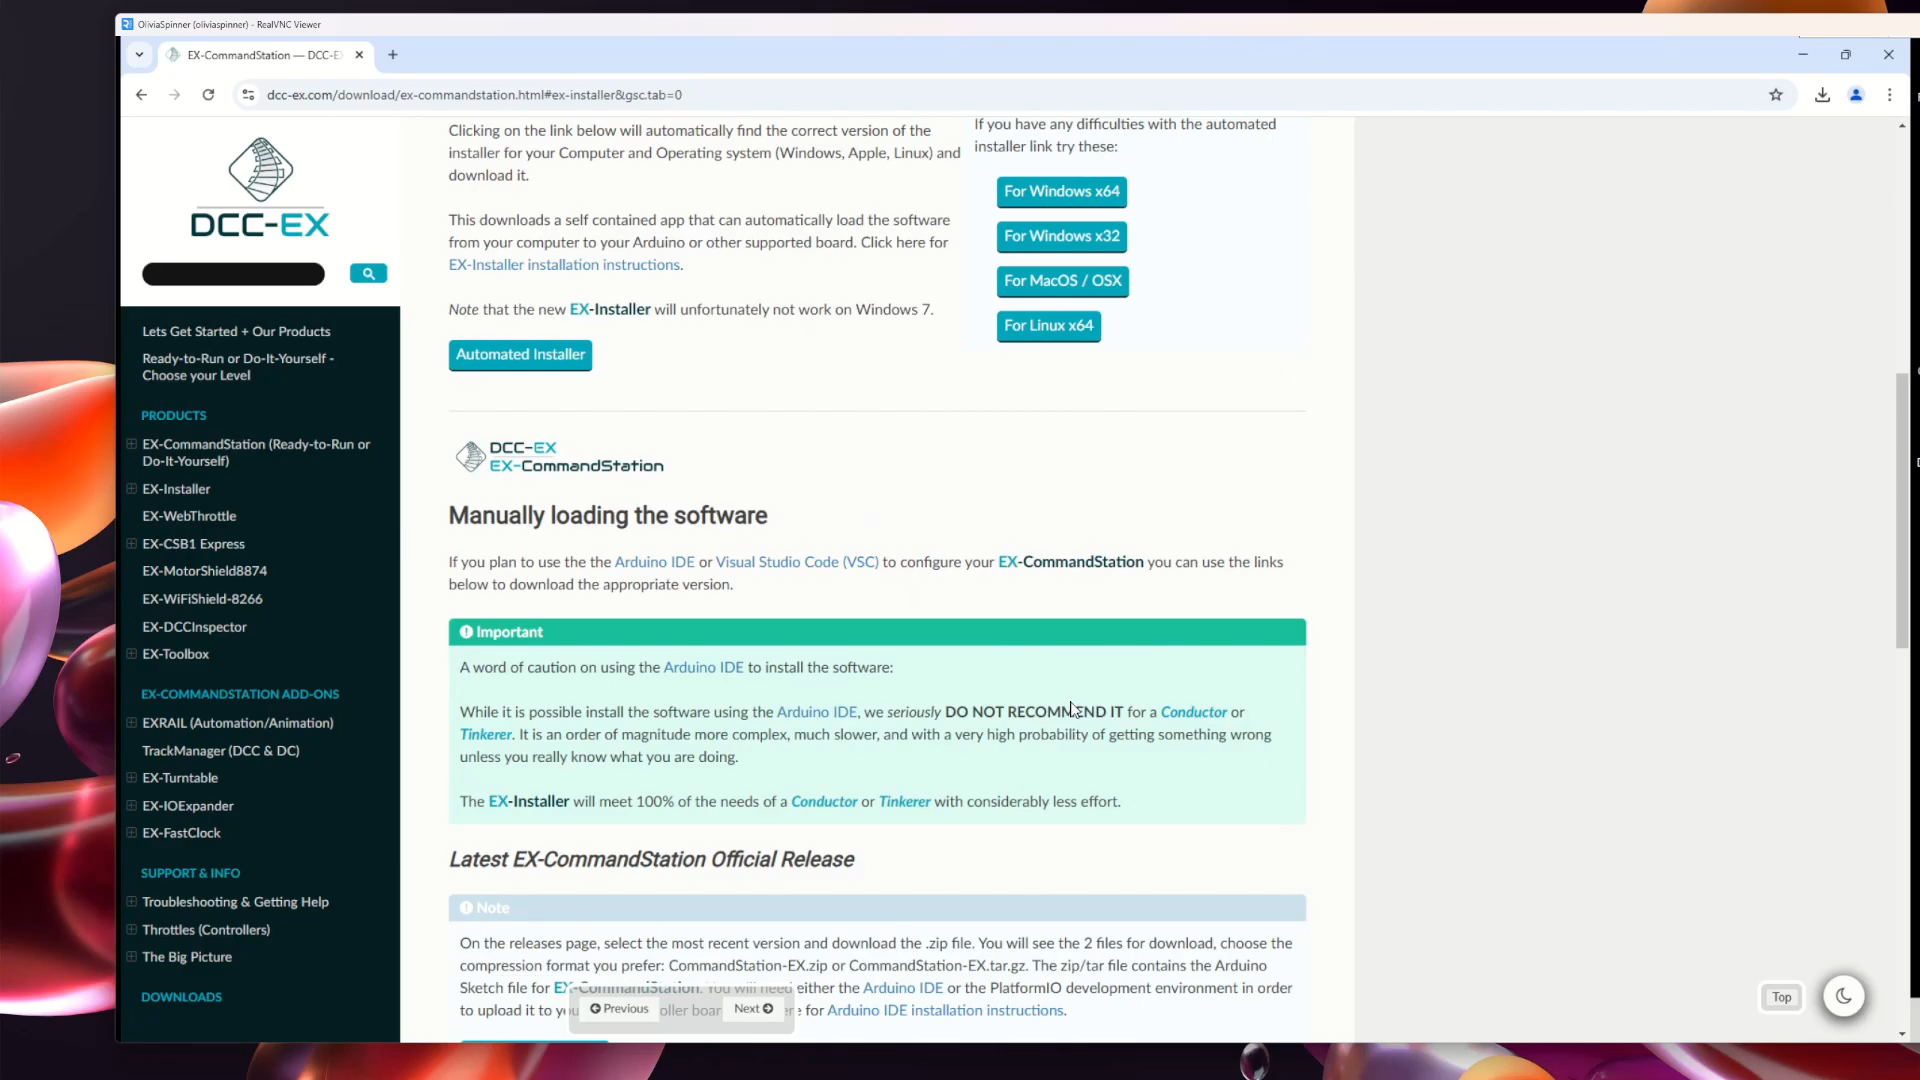 OliviaSpinner (oliviaspinner) - RealVNC Viewer
EX-CommandStation — DCC-E
dcc-ex.com/download/ex-commandstation.html#ex-installer&gsc.tab=0
DCC-EX
Lets Get Started + Our Products
Ready-to-Run or Do-It-Yourself -
Choose your Level
PRODUCTS
EX-CommandStation (Ready-to-Run or
Do-It-Yourself)
EX-Installer
EX-WebThrottle
EX-CSB1 Express
EX-MotorShield8874
EX-WiFiShield-8266
EX-DCCInspector
EX-Toolbox
EX-COMMANDSTATION ADD-ONS
EXRAIL (Automation/Animation)
TrackManager (DCC & DC)
EX-Turntable
EX-IOExpander
EX-FastClock
SUPPORT & INFO
Troubleshooting & Getting Help
Throttles (Controllers)
The Big Picture
DOWNLOADS
Clicking on the link below will automatically find the correct version of the
installer for your Computer and Operating system (Windows, Apple, Linux) and
download it.
This downloads a self contained app that can automatically load the software
from your computer to your Arduino or other supported board. Click here for
EX-Installer installation instructions.
Note that the new EX-Installer will unfortunately not work on Windows 7.
Automated Installer
If you have any difficulties with the automated
installer link try these:
For Windows x64
For Windows x32
For MacOS / OSX
For Linux x64
DCC-EX
EX-CommandStation
Manually loading the software
If you plan to use the the Arduino IDE or Visual Studio Code (VSC) to configure your EX-CommandStation you can use the links
below to download the appropriate version.
Important
A word of caution on using the Arduino IDE to install the software:
While it is possible install the software using the Arduino IDE, we seriously DO NOT RECOMMEND IT for a Conductor or
Tinkerer. It is an order of magnitude more complex, much slower, and with a very high probability of getting something wrong
unless you really know what you are doing.
The EX-Installer will meet 100% of the needs of a Conductor or Tinkerer with considerably less effort.
Latest EX-CommandStation Official Release
Note
On the releases page, select the most recent version and download the .zip file. You will see the 2 files for download, choose the
compression format you prefer: CommandStation-EX.zip or CommandStation-EX.tar.gz. The zip/tar file contains the Arduino
Sketch file for EX-CommandStation. You will need either the Arduino IDE or the PlatformIO development environment in order
to upload it to you oller boar e for Arduino IDE installation instructions.
Previous
Next
Top